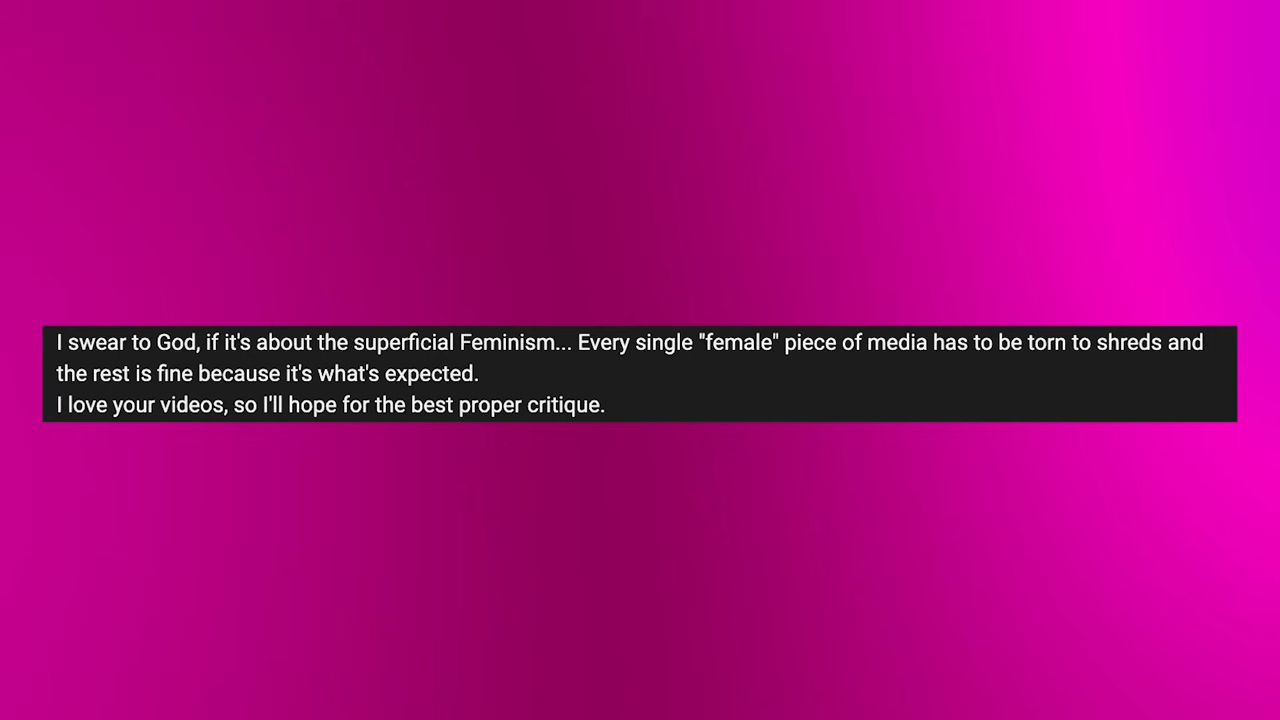 I swear to God, if it's about the superficial Feminism... Every single "female" piece of media has to be torn to shreds and
the rest is fine because it's what's expected.
I love your videos, so I'll hope for the best proper critique.